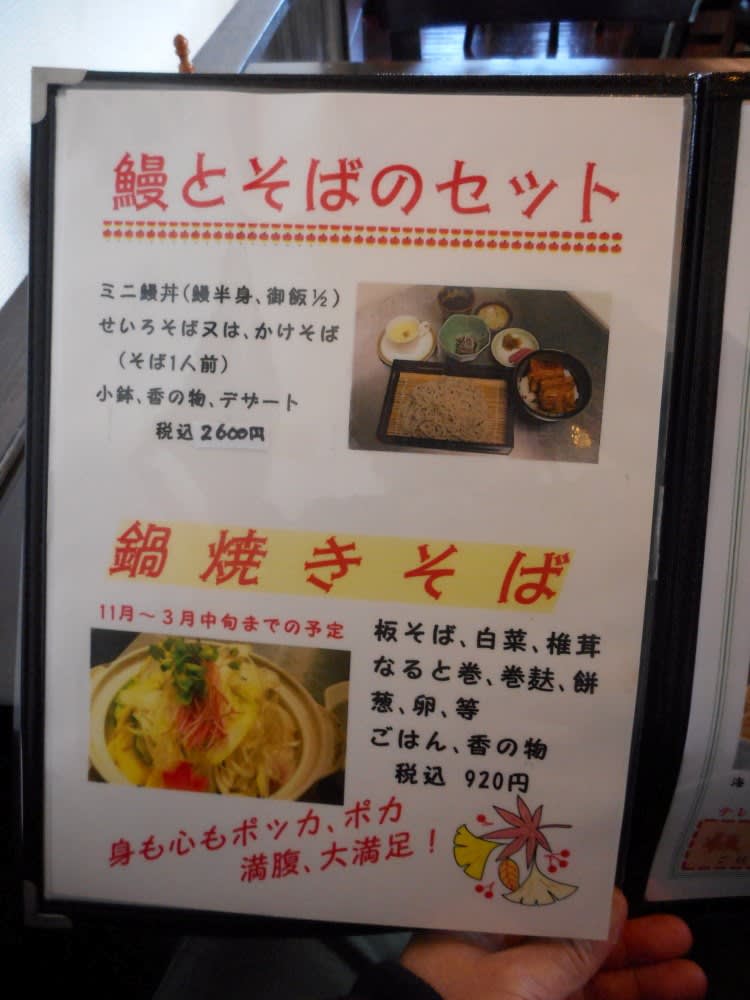 鰻とそばのセット
ミニ鰻丼(鰻半身、御飯½)
せいろそば又は、かけそば
(そば1人前)
小鉢、香の物、デザート
税込 2600円
鍋焼きそば
11月～3月中旬までの予定
板そば、白菜、椎茸
なると巻、巻麩、餅
葱、卵、等
ごはん、香の物
税込 920円
身も心もポッカ、ポカ
満腹、大満足！
海